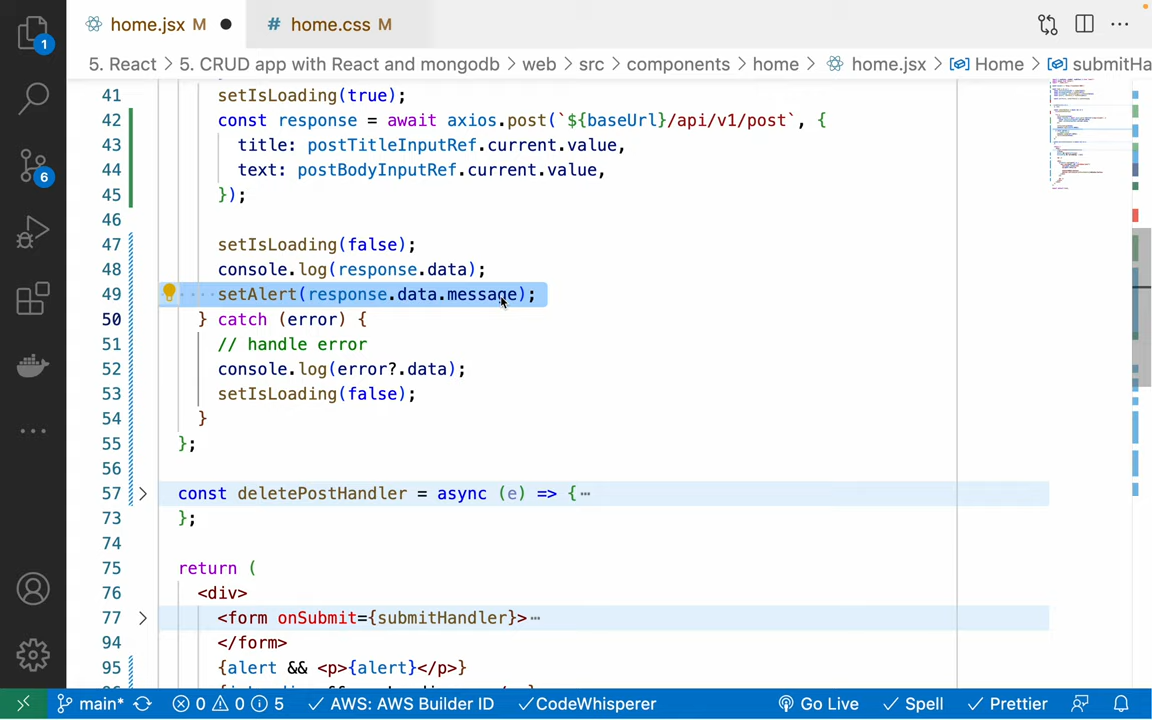 home.jsx M
# home.css M
5. React > 5. CRUD app with React and mongodb > web > src > components > home > home.jsx > Home > submitHa
1
6
41 setIsLoading(true);
42 const response = await axios.post(`${baseUrl}/api/v1/post`, {
43 title: postTitleInputRef.current.value,
44 text: postBodyInputRef.current.value,
45 });
46
47 setIsLoading(false);
48 console.log(response.data);
49 setAlert(response.data.message);
50 } catch (error) {
51 // handle error
52 console.log(error?.data);
53 setIsLoading(false);
54 }
55 };
56
57 const deletePostHandler = async (e) => {⋯
73 };
74
75 return (
76 <div>
77 <form onSubmit={submitHandler}>⋯
94 </form>
95 {alert && <p>{alert}</p>}
main* 0 0 5 AWS: AWS Builder ID CodeWhisperer Go Live Spell Prettier